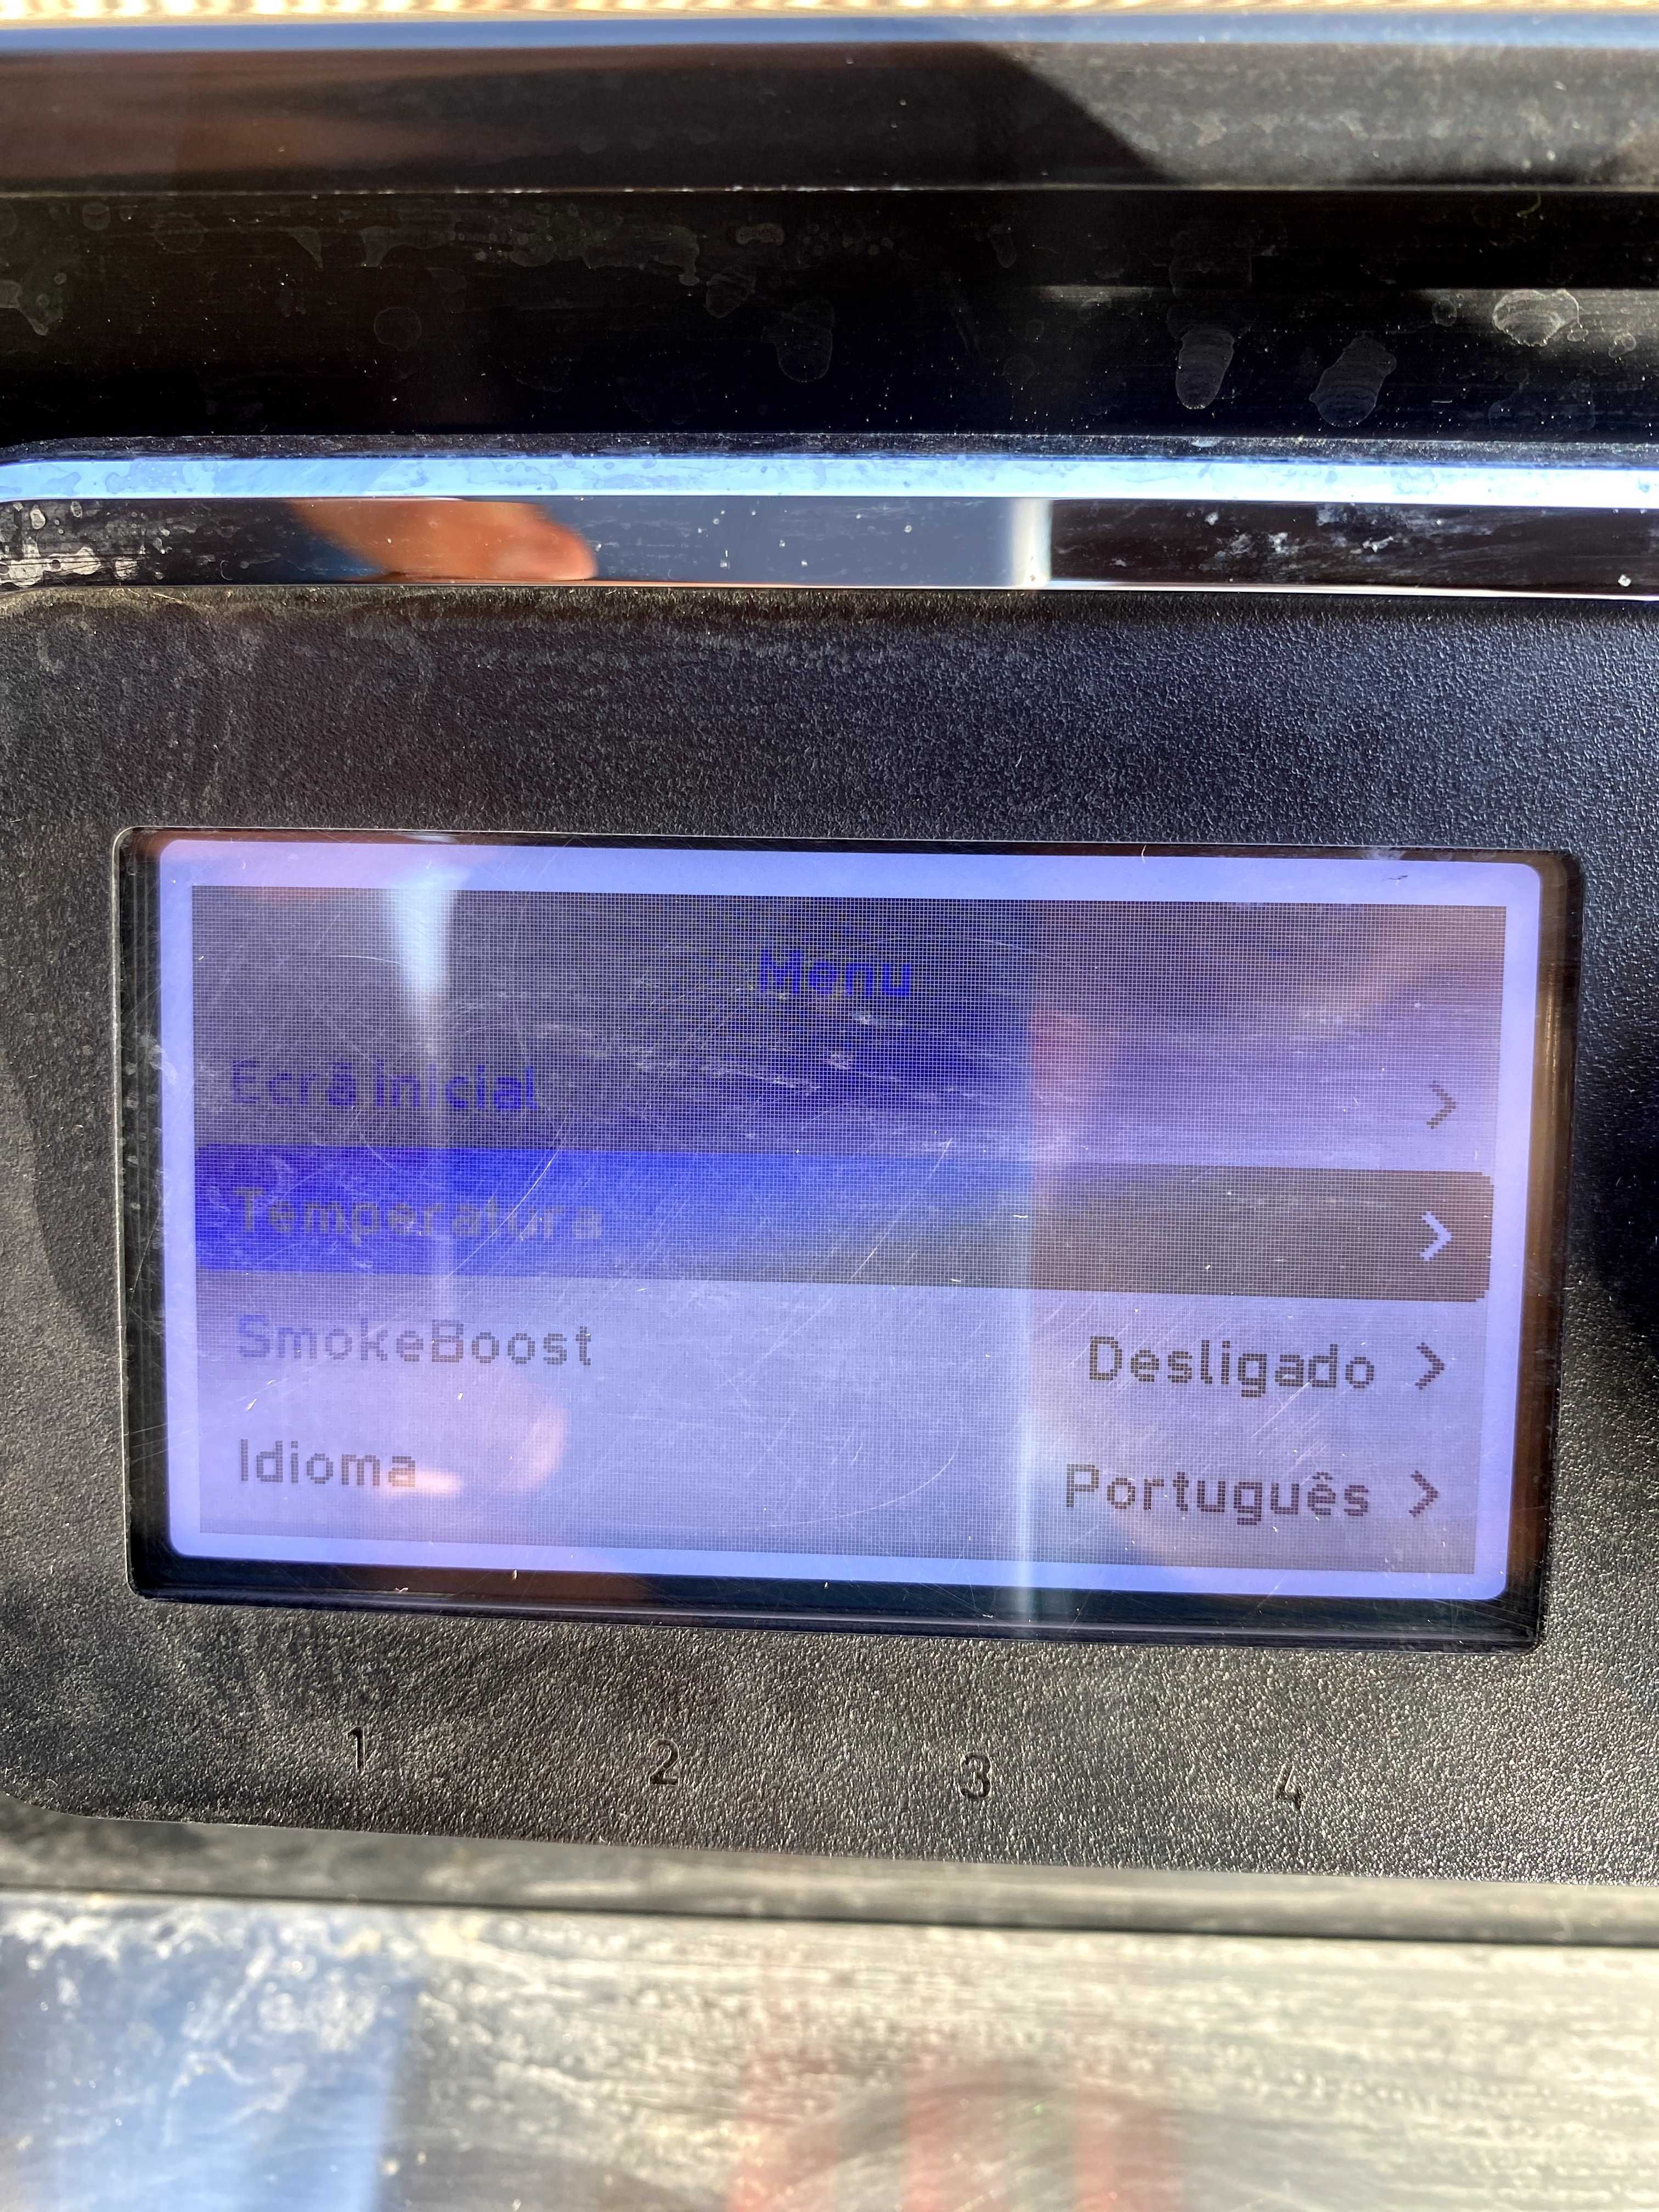 Menu
Ecrã inicial >
Temperatura >
SmokeBoost Desligado >
Idioma Português >
1 2 3 4